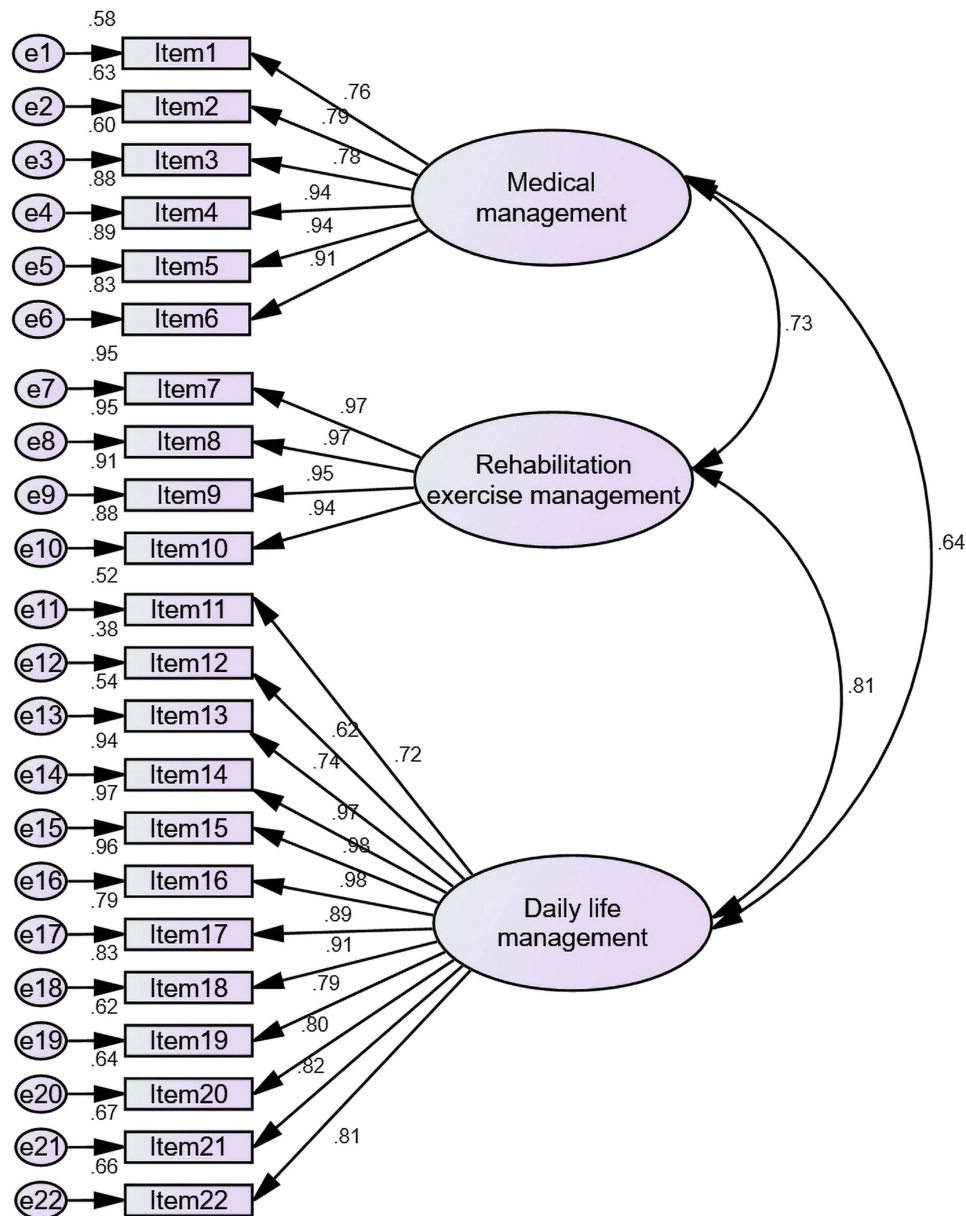 .58
e1 Item1
.76
.63
e2 Item2
.79
.60
e3 Item3
.78
.88
e4 Item4
.94
.89
e5 Item5
.94
.83
e6 Item6
.91
Medical
management
.73
.95
e7 Item7
.97
.95
e8 Item8
.97
.91
e9 Item9
.95
.88
e10 Item10
.94
Rehabilitation
exercise management
.64
.81
.52
e11 Item11
.72
.38
e12 Item12
.62
.54
e13 Item13
.74
.94
e14 Item14
.97
.97
e15 Item15
.98
.96
e16 Item16
.98
.79
e17 Item17
.89
.83
e18 Item18
.91
.62
e19 Item19
.79
.64
e20 Item20
.80
.67
e21 Item21
.82
.66
e22 Item22
.81
Daily life
management